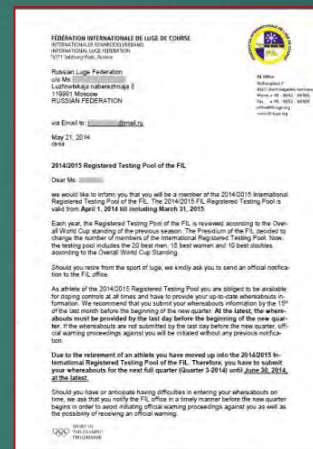 FÉDÉRATION INTERNATIONALE DE LUGE DE COURSE
INTERNATIONALER RENNRODELVERBAND
INTERNATIONAL LUGE FEDERATION
Russian Luge Federation
c/o Ms.
Luzhnetskaja naberezhnaja 8
119991 Moscow
RUSSIAN FEDERATION
FIL Office
via Email to: @mail.ru
May 21, 2014
2014/2015 Registered Testing Pool of the FIL
Dear Ms.
we would like to inform you that you will be a member of the 2014/2015 International
Registered Testing Pool of the FIL. The 2014/2015 FIL Registered Testing Pool is
valid from April 1, 2014 till including March 31, 2015.
Each year, the Registered Testing Pool of the FIL is reviewed according to the Over-
all World Cup standing of the previous season. The Presidium of the FIL decided to
change the number of members of the International Registered Testing Pool. Now,
the testing pool includes the 20 best men, 15 best women and 10 best doubles
according to the Overall World Cup Standing.
Should you retire from the sport of luge, we kindly ask you to send an official notifica-
tion to the FIL office.
As athlete of the 2014/2015 Registered Testing Pool you are obliged to be available
for doping controls at all times and have to provide your up-to-date whereabouts in-
formation. We recommend that you submit your whereabouts information by the 15th
of the last month before the beginning of the new quarter. At the latest, the where-
abouts must be provided by the last day before the beginning of the new quar-
ter. If the whereabouts are not submitted by the last day before the new quarter, offi-
cial warning proceedings against you will be initiated without any previous notifica-
tion.
Due to the retirement of an athlete you have moved up into the 2014/2015 In-
ternational Registered Testing Pool of the FIL. Therefore, you have to submit
your whereabouts for the next full quarter (Quarter 3-2014) until June 30, 2014,
at the latest.
Should you have or anticipate having difficulties in entering your whereabouts on
time, we ask that you notify the FIL office in a timely manner before the new quarter
begins in order to avoid initiating official warning proceedings against you as well as
the possibility of receiving an official warning.
SPORT IN
THE OLYMPIC
PROGRAMME